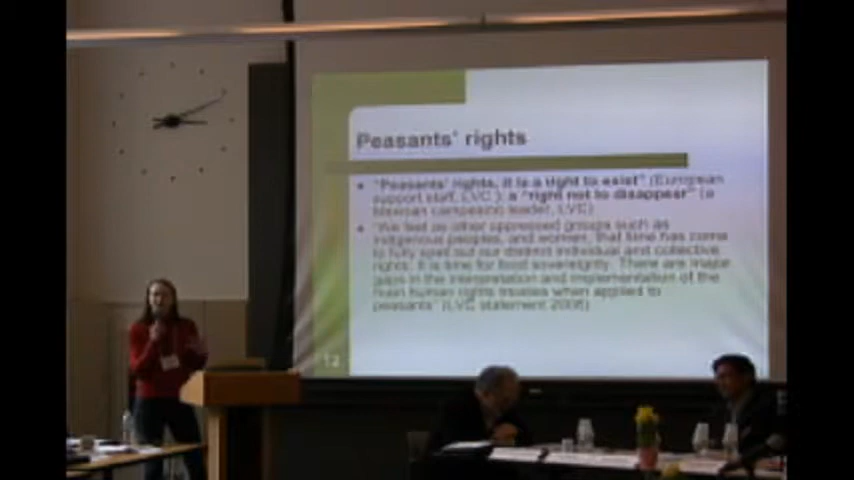 Peasants' rights
"Peasants' rights, it is a right to exist" (European
support staff, LVC ); a "right not to disappear" (a
campesino leader, LVC)
"We feel as other oppressed groups such as
indigenous peoples, and women, that time has come
to fully spell out our distinct individual and collective
rights. It is time for food sovereignty. There are major
gaps in the interpretation and implementation of the
main human rights treaties when applied to
peasants" (LVC statement 2006)
12